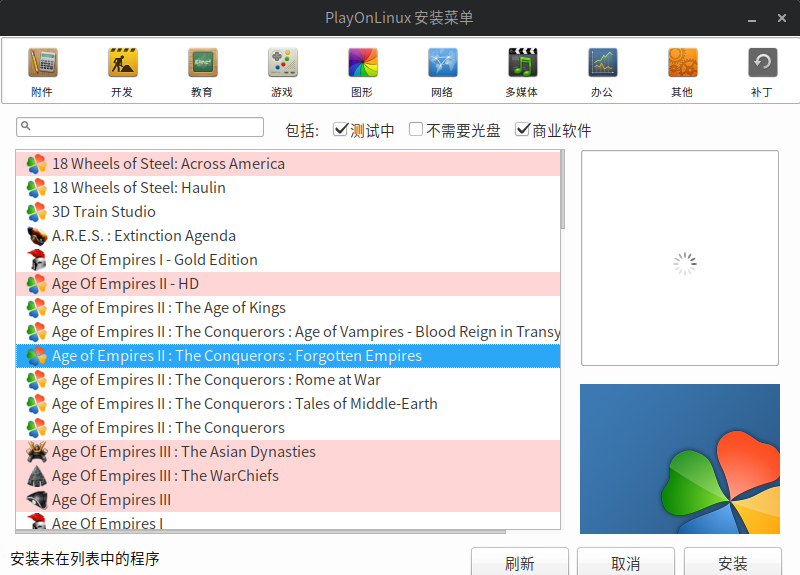 PlayOnLinux 安装菜单
附件 开发 教育 游戏 图形 网络 多媒体 办公 其他 补丁
包括: 测试中 不需要光盘 商业软件
18 Wheels of Steel: Across America
18 Wheels of Steel: Haulin
3D Train Studio
A.R.E.S. : Extinction Agenda
Age Of Empires I - Gold Edition
Age Of Empires II - HD
Age of Empires II : The Age of Kings
Age of Empires II : The Conquerors : Age of Vampires - Blood Reign in Transy
Age of Empires II : The Conquerors : Forgotten Empires
Age of Empires II : The Conquerors : Rome at War
Age of Empires II : The Conquerors : Tales of Middle-Earth
Age of Empires II : The Conquerors
Age Of Empires III : The Asian Dynasties
Age Of Empires III : The WarChiefs
Age Of Empires III
Age Of Empires I
安装未在列表中的程序
刷新 取消 安装